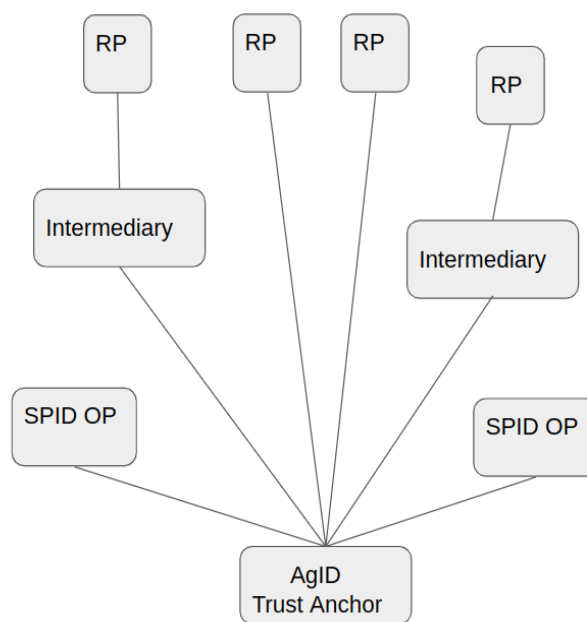 RP
RP
RP
RP
Intermediary
Intermediary
SPID OP
SPID OP
AgID
Trust Anchor